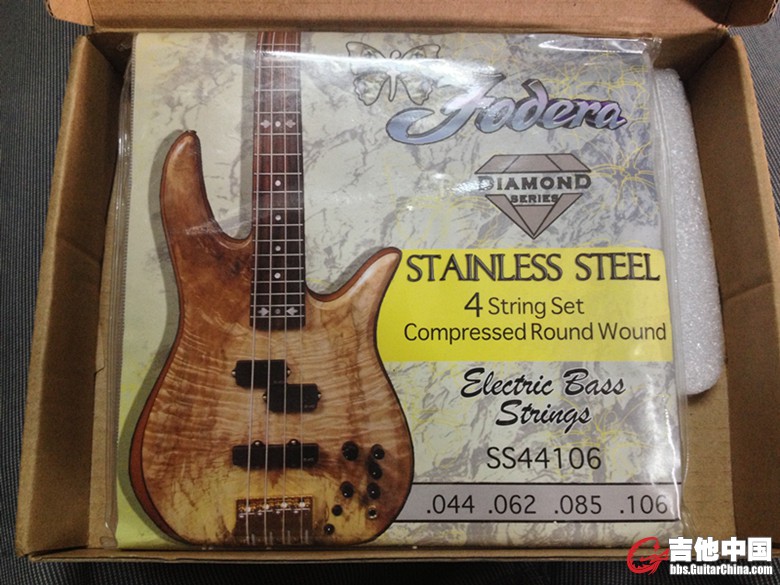 Fodera
DIAMOND
SERIES
STAINLESS STEEL
4 String Set
Compressed Round Wound
Electric Bass
Strings
SS44106
.044 .062 .085 .106
吉他中国
bbs.GuitarChina.com